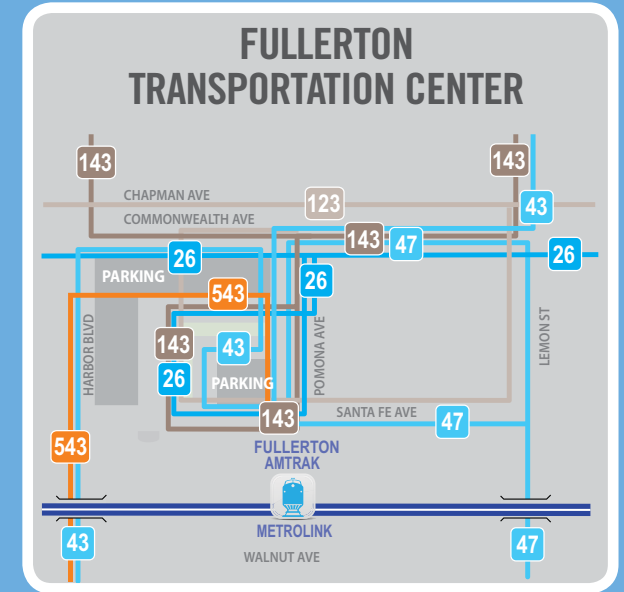 FULLERTON
TRANSPORTATION CENTER
143
143
CHAPMAN AVE
123
43
COMMONWEALTH AVE
143
47
26
26
PARKING
26
543
HARBOR BLVD
POMONA AVE
LEMON ST
143
43
26
PARKING
143
SANTA FE AVE
47
543
FULLERTON
AMTRAK
METROLINK
43
47
WALNUT AVE